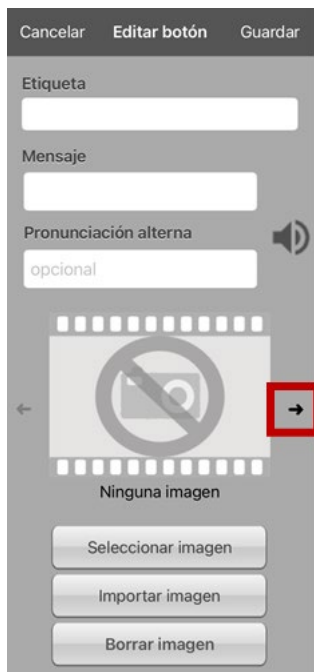 Cancelar Editar botón Guardar
Etiqueta
Mensaje
Pronunciación alterna
opcional
Ninguna imagen
Seleccionar imagen
Importar imagen
Borrar imagen